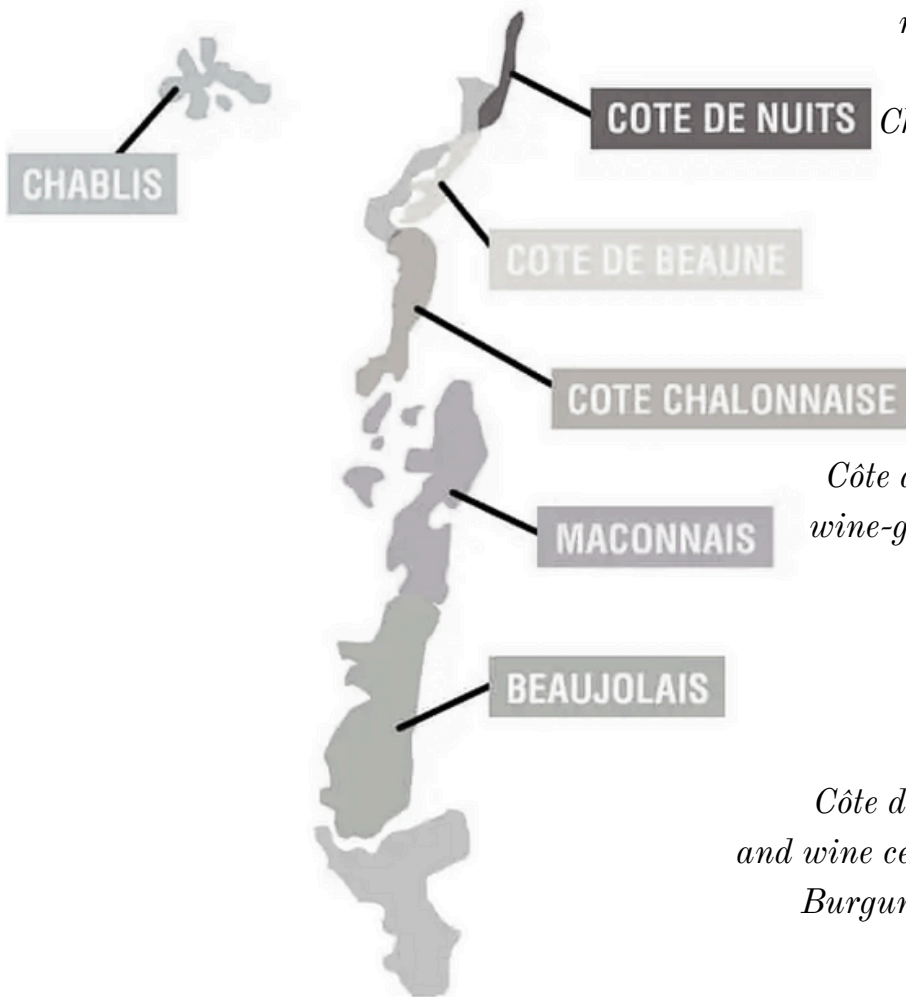 COTE DE NUITS
CHABLIS
COTE DE BEAUNE
COTE CHALONNAISE
Côte
MACONNAIS
wine-g
BEAUJOLAIS
Côte d
and wine ce
Burgun